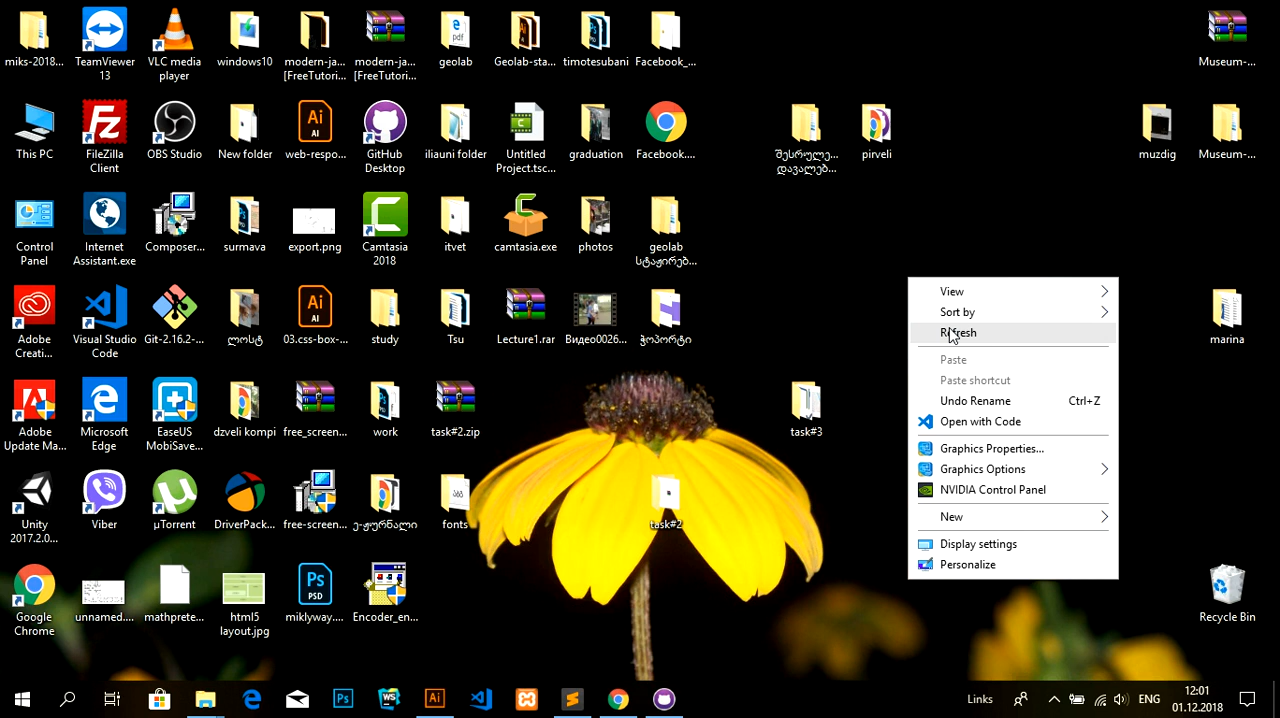 miks-2018...
TeamViewer
13
VLC media
player
windows10
modern-ja...
[FreeTutori...
modern-ja...
[FreeTutori...
geolab
Geolab-sta...
timotesubani
Facebook_...
Museum-...
This PC
FileZilla
Client
OBS Studio
New folder
web-respo...
GitHub
Desktop
iliauni folder
Untitled
Project.tsc...
graduation
Facebook....
შესრულე...
დავალებ...
pirveli
muzdig
Museum-...
Control
Panel
Internet
Assistant.exe
Composer...
surmava
export.png
Camtasia
2018
itvet
camtasia.exe
photos
geolab
სტაჟირებ...
Adobe
Creati...
Visual Studio
Code
Git-2.16.2-...
ლოსტ
03.css-box-...
study
Tsu
Lecture1.rar
Видео0026...
ჭოპორტი
marina
Adobe
Update Ma...
Microsoft
Edge
EaseUS
MobiSave...
dzveli kompi
free_screen...
work
task#2.zip
task#3
Unity
2017.2.0...
Viber
µTorrent
DriverPack...
free-screen...
ე-ჟურნალი
fonts
task#2
Google
Chrome
unnamed....
mathprete...
html5
layout.jpg
miklyway....
Encoder_en...
Recycle Bin
View
Sort by
Refresh
Paste
Paste shortcut
Undo Rename Ctrl+Z
Open with Code
Graphics Properties...
Graphics Options
NVIDIA Control Panel
New
Display settings
Personalize
Links
ENG
12:01
01.12.2018